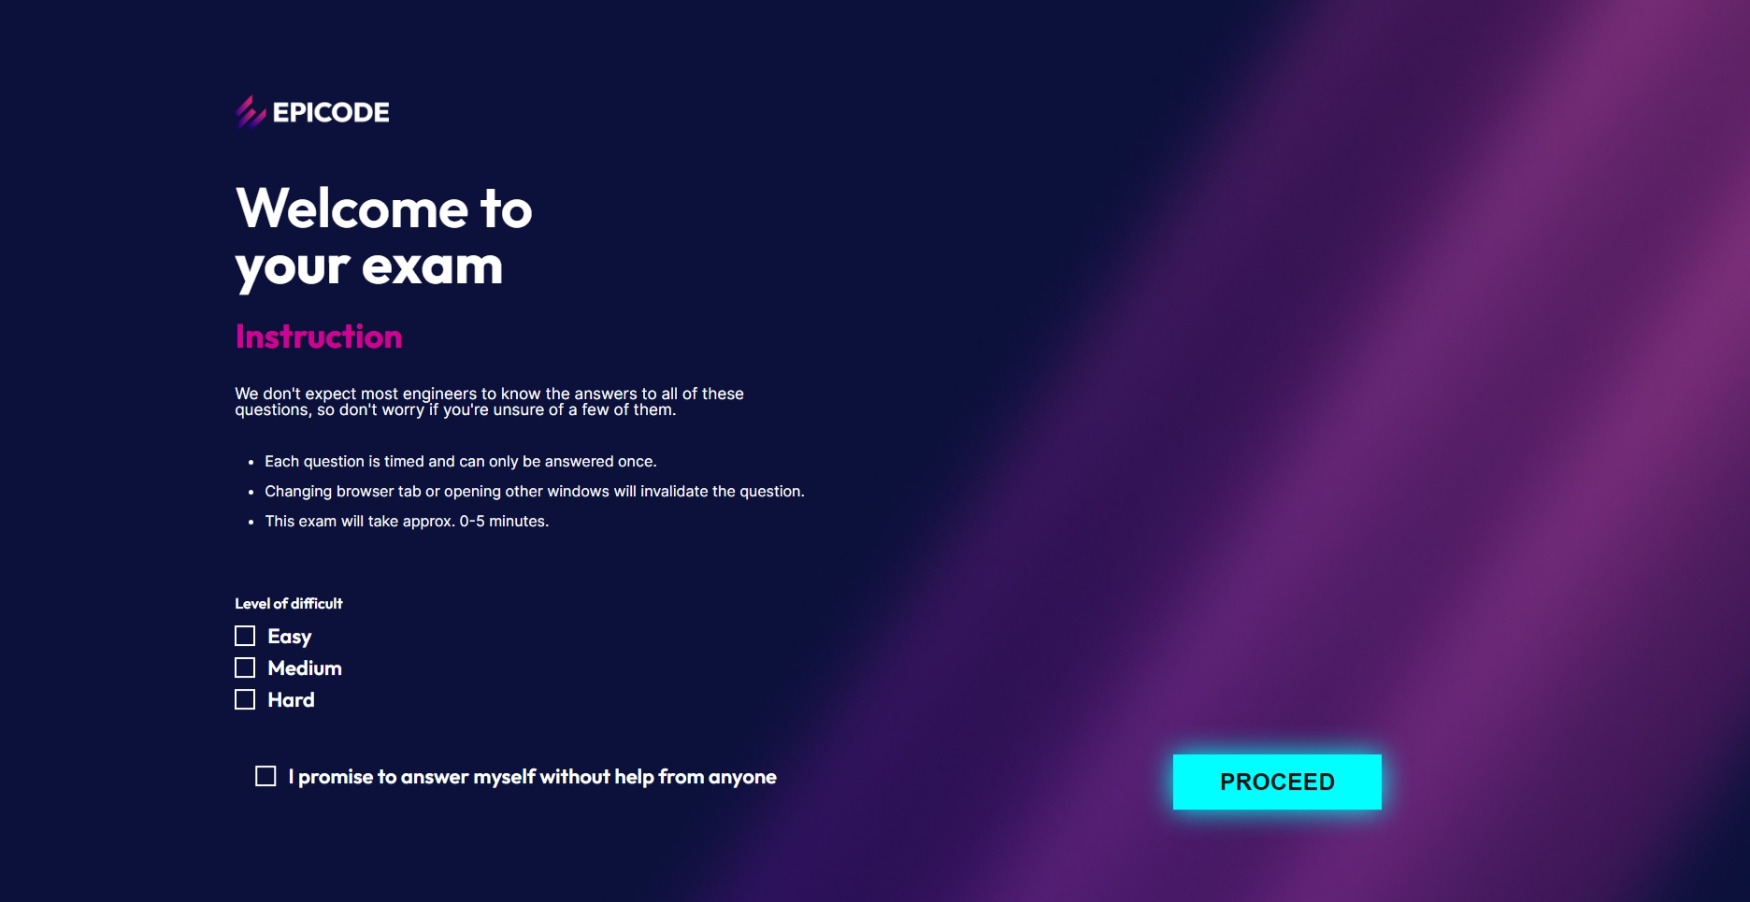 EPICODE
Welcome to
your exam
Instruction
We don't expect most engineers to know the answers to all of these
questions, so don't worry if you're unsure of a few of them.
• Each question is timed and can only be answered once.
• Changing browser tab or opening other windows will invalidate the question.
• This exam will take approx. 0-5 minutes.
Level of difficult
Easy
Medium
Hard
I promise to answer myself without help from anyone
PROCEED